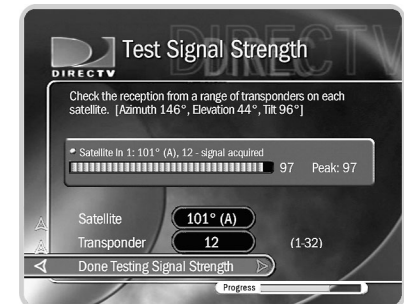 DIRECTV
Test Signal Strength
DIRECTV
Check the reception from a range of transponders on each
satellite. [Azimuth 146°, Elevation 44°, Tilt 96°]
Satellite In 1: 101° (A), 12 - signal acquired
97 Peak: 97
Satellite 101° (A)
Transponder 12 (1-32)
Done Testing Signal Strength
Progress